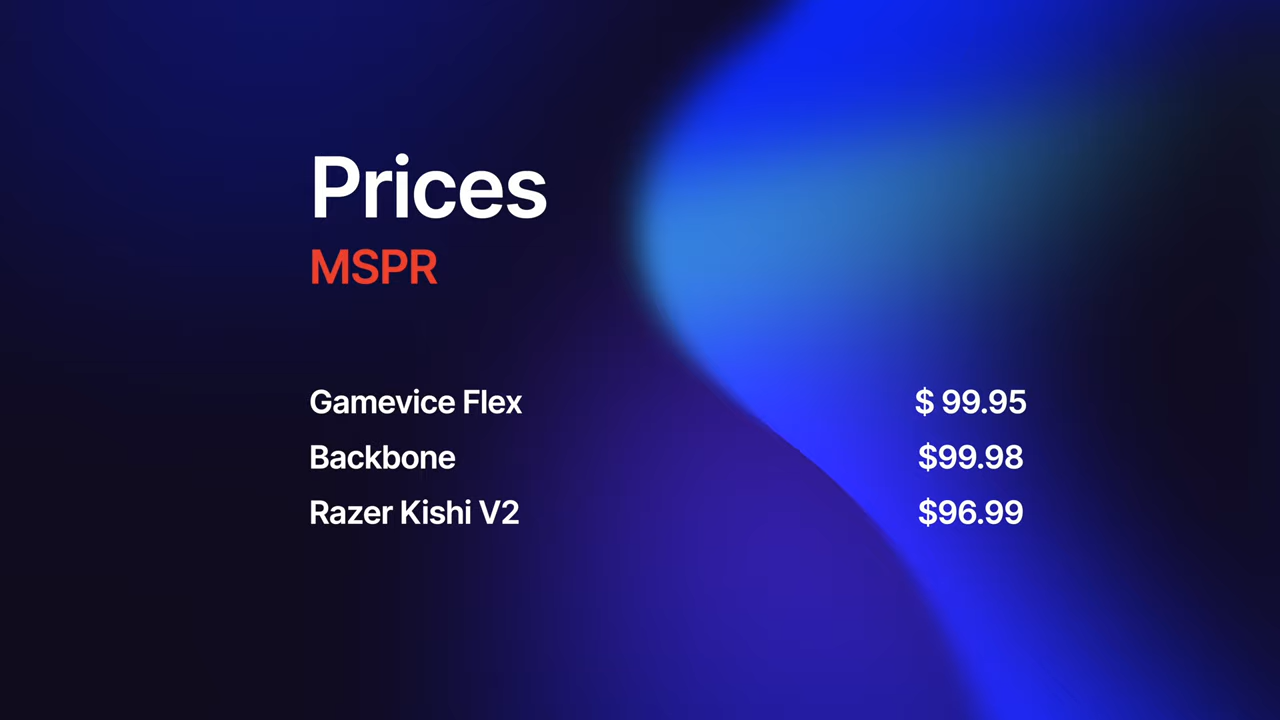 Prices
MSPR
Gamevice Flex $ 99.95
Backbone $99.98
Razer Kishi V2 $96.99